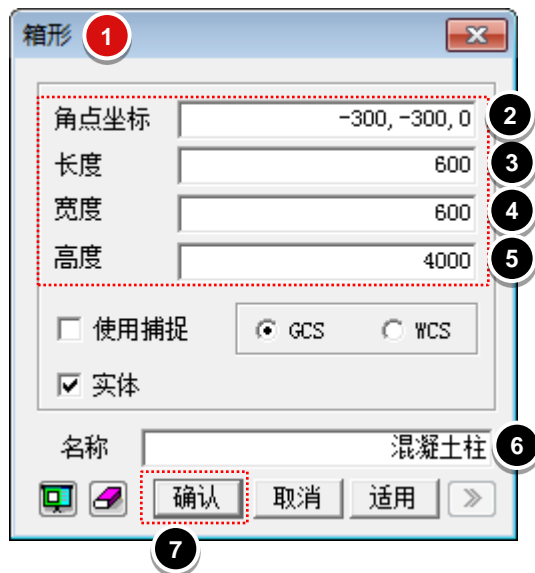 箱形 1
角点坐标 -300, -300, 0 2
长度 600 3
宽度 600 4
高度 4000 5
使用捕捉 GCS WCS
实体
名称 混凝土柱 6
确认 取消 适用 >>
7